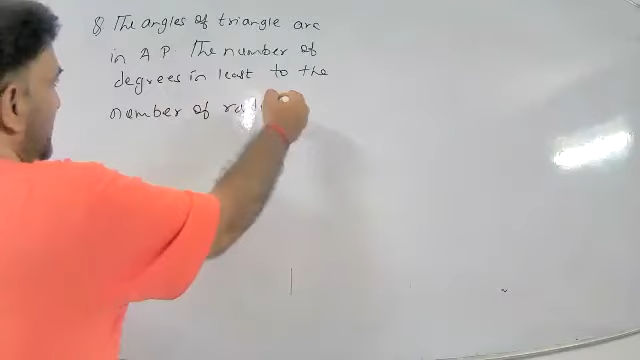 8 The angles of triangle are
in A P The number of
degrees in least to the
number of